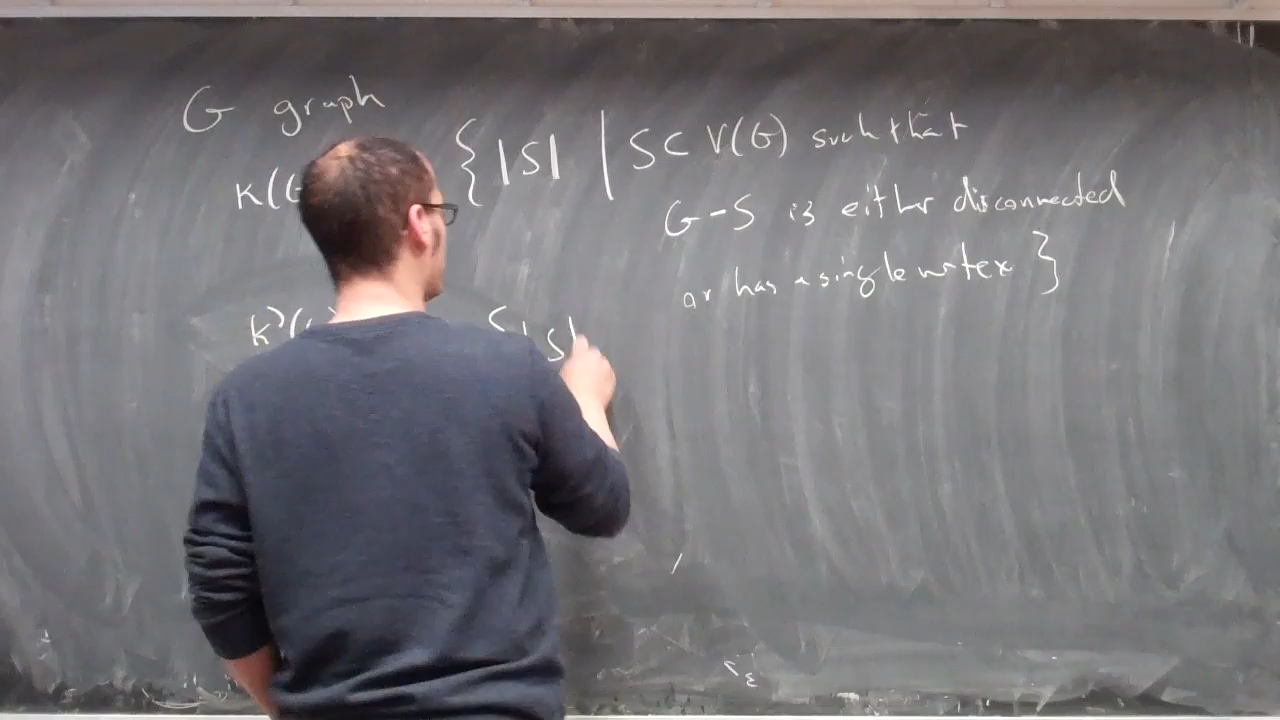 G graph
κ(G {|S| | S ⊂ V(G) such that
G-S is either disconnected
or has a single vertex }
κ'( {|S|